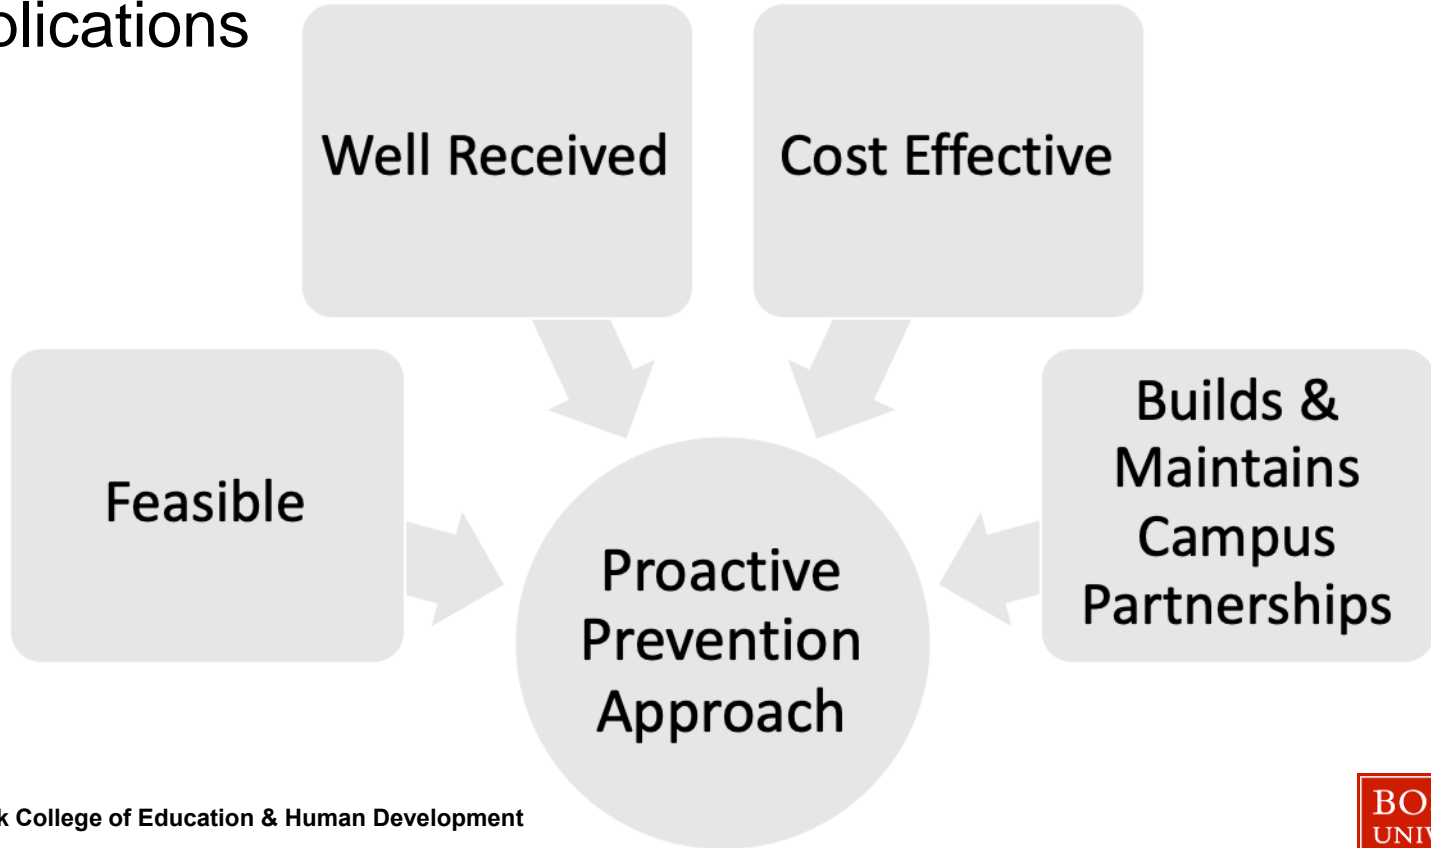 plications
Well Received
Cost Effective
Feasible
Builds &
Maintains
Campus
Partnerships
Proactive
Prevention
Approach
k College of Education & Human Development
BO
UNIV